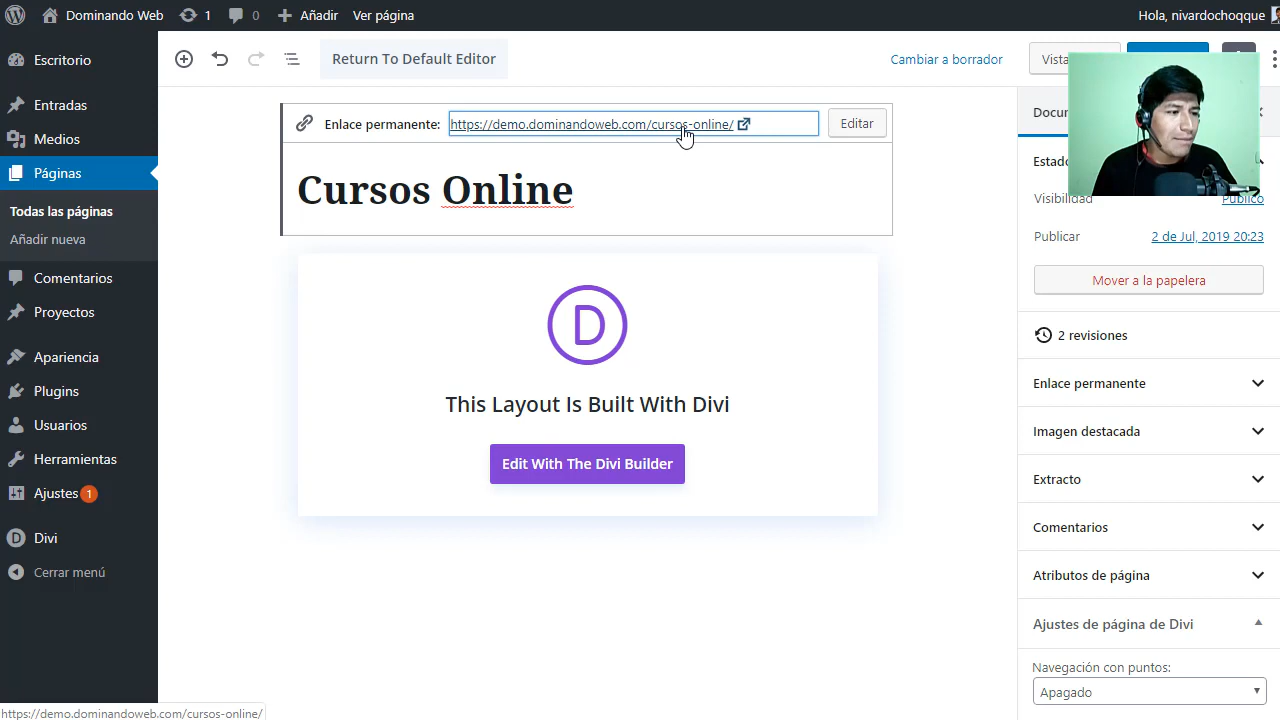 Dominando Web
1
0
Añadir
Ver página
Hola, nivardochoqque
Escritorio
Entradas
Medios
Páginas
Todas las páginas
Añadir nueva
Comentarios
Proyectos
Apariencia
Plugins
Usuarios
Herramientas
Ajustes 1
Divi
Cerrar menú
Return To Default Editor
Cambiar a borrador
Enlace permanente: https://demo.dominandoweb.com/cursos-online/
Editar
Cursos Online
D
This Layout Is Built With Divi
Edit With The Divi Builder
Visibilidad
Público
Publicar
2 de Jul, 2019 20:23
Mover a la papelera
2 revisiones
Enlace permanente
Imagen destacada
Extracto
Comentarios
Atributos de página
Ajustes de página de Divi
Navegación con puntos:
Apagado
https://demo.dominandoweb.com/cursos-online/